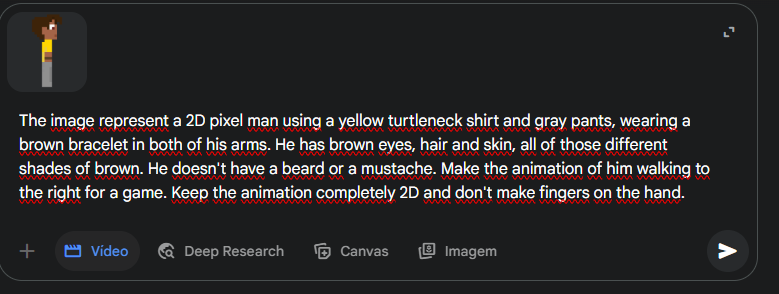 The image represent a 2D pixel man using a yellow turtleneck shirt and gray pants, wearing a
brown bracelet in both of his arms. He has brown eyes, hair and skin, all of those different
shades of brown. He doesn't have a beard or a mustache. Make the animation of him walking to
the right for a game. Keep the animation completely 2D and don't make fingers on the hand.
Vídeo Deep Research Canvas Imagem